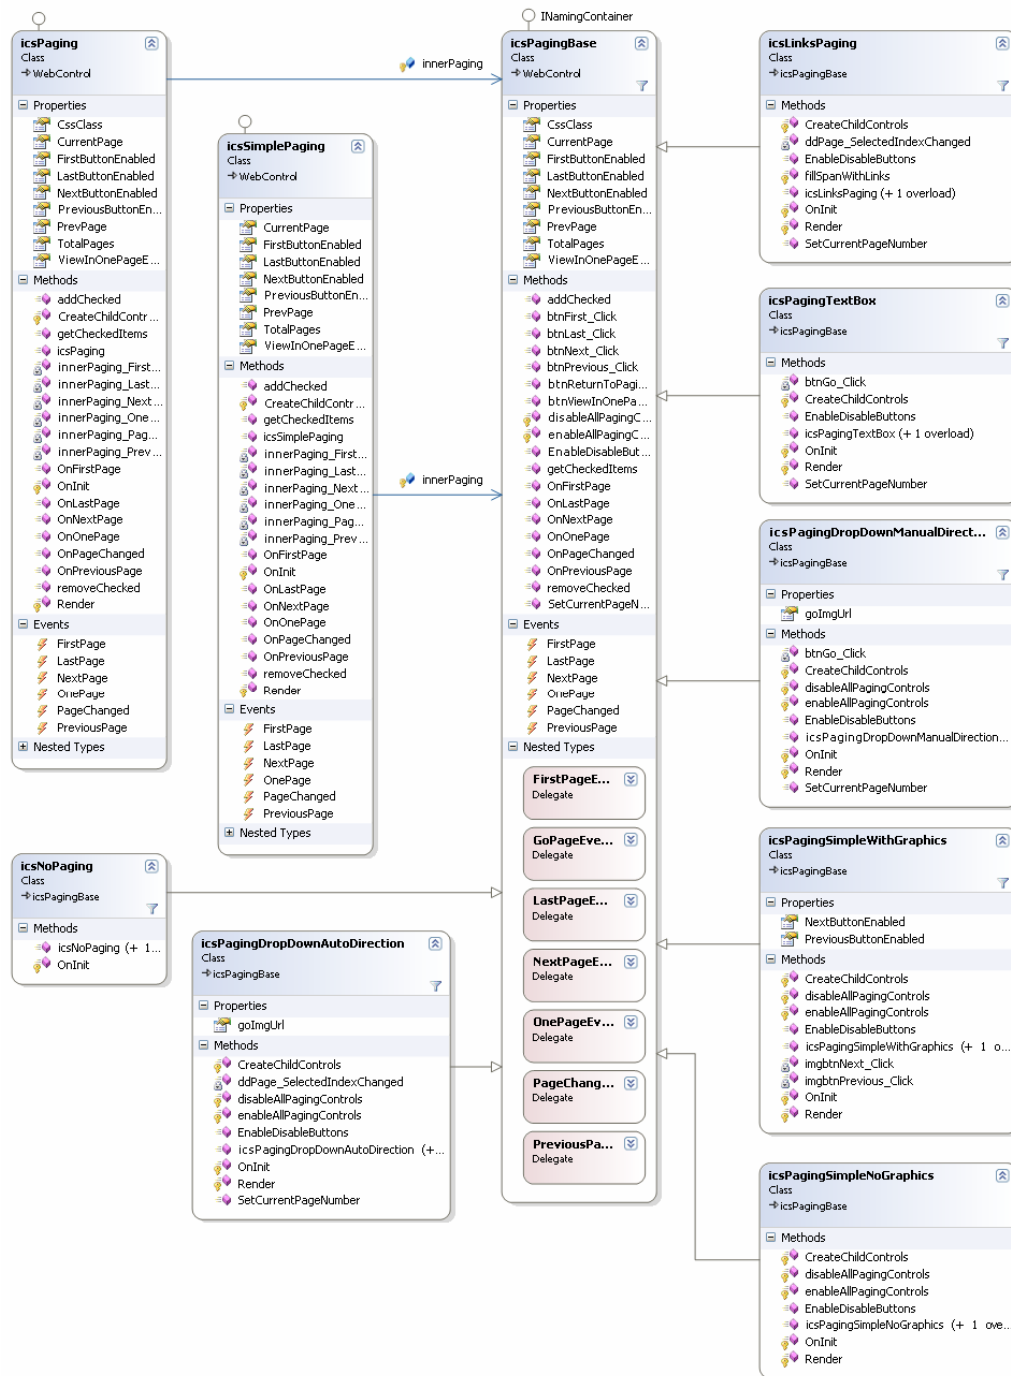 icsPaging
Class
WebControl
Properties
CssClass
CurrentPage
FirstButtonEnabled
LastButtonEnabled
NextButtonEnabled
PreviousButtonEn...
PrevPage
TotalPages
ViewInOnePageE...
Methods
addChecked
CreateChildContr...
getCheckedItems
icsPaging
innerPaging_First...
innerPaging_Last...
innerPaging_Next...
innerPaging_One...
innerPaging_Pag...
innerPaging_Prev...
OnFirstPage
OnInit
OnLastPage
OnNextPage
OnOnePage
OnPageChanged
OnPreviousPage
removeChecked
Render
Events
FirstPage
LastPage
NextPage
OnePage
PageChanged
PreviousPage
Nested Types
innerPaging
icsSimplePaging
Class
WebControl
Properties
CurrentPage
FirstButtonEnabled
LastButtonEnabled
NextButtonEnabled
PreviousButtonEn...
PrevPage
TotalPages
ViewInOnePageE...
Methods
addChecked
CreateChildContr...
getCheckedItems
icsSimplePaging
innerPaging_First...
innerPaging_Last...
innerPaging_Next...
innerPaging_One...
innerPaging_Pag...
innerPaging_Prev...
OnFirstPage
OnInit
OnLastPage
OnNextPage
OnOnePage
OnPageChanged
OnPreviousPage
removeChecked
Render
Events
FirstPage
LastPage
NextPage
OnePage
PageChanged
PreviousPage
Nested Types
innerPaging
icsNoPaging
Class
icsPagingBase
Methods
icsNoPaging (+ 1...
OnInit
icsPagingDropDownAutoDirection
Class
icsPagingBase
Properties
goImgUrl
Methods
CreateChildControls
ddPage_SelectedIndexChanged
disableAllPagingControls
enableAllPagingControls
EnableDisableButtons
icsPagingDropDownAutoDirection (+...
OnInit
Render
SetCurrentPageNumber
INamingContainer
icsPagingBase
Class
WebControl
Properties
CssClass
CurrentPage
FirstButtonEnabled
LastButtonEnabled
NextButtonEnabled
PreviousButtonEn...
PrevPage
TotalPages
ViewInOnePageE...
Methods
addChecked
btnFirst_Click
btnLast_Click
btnNext_Click
btnPrevious_Click
btnReturnToPagi...
btnViewInOnePa...
disableAllPagingC...
enableAllPagingC...
EnableDisableBut...
getCheckedItems
OnFirstPage
OnLastPage
OnNextPage
OnOnePage
OnPageChanged
OnPreviousPage
removeChecked
SetCurrentPageN...
Events
FirstPage
LastPage
NextPage
OnePage
PageChanged
PreviousPage
Nested Types
FirstPageE...
Delegate
GoPageEve...
Delegate
LastPageE...
Delegate
NextPageE...
Delegate
OnePageEv...
Delegate
PageChang...
Delegate
PreviousPa...
Delegate
icsLinksPaging
Class
icsPagingBase
Methods
CreateChildControls
ddPage_SelectedIndexChanged
EnableDisableButtons
fillSpanWithLinks
icsLinksPaging (+ 1 overload)
OnInit
Render
SetCurrentPageNumber
icsPagingTextBox
Class
icsPagingBase
Methods
btnGo_Click
CreateChildControls
EnableDisableButtons
icsPagingTextBox (+ 1 overload)
OnInit
Render
SetCurrentPageNumber
icsPagingDropDownManualDirect...
Class
icsPagingBase
Properties
goImgUrl
Methods
btnGo_Click
CreateChildControls
disableAllPagingControls
enableAllPagingControls
EnableDisableButtons
icsPagingDropDownManualDirection...
OnInit
Render
SetCurrentPageNumber
icsPagingSimpleWithGraphics
Class
icsPagingBase
Properties
NextButtonEnabled
PreviousButtonEnabled
Methods
CreateChildControls
disableAllPagingControls
enableAllPagingControls
EnableDisableButtons
icsPagingSimpleWithGraphics (+ 1 o...
imgbtnNext_Click
imgbtnPrevious_Click
OnInit
Render
icsPagingSimpleNoGraphics
Class
icsPagingBase
Methods
CreateChildControls
disableAllPagingControls
enableAllPagingControls
EnableDisableButtons
icsPagingSimpleNoGraphics (+ 1 ove...
OnInit
Render